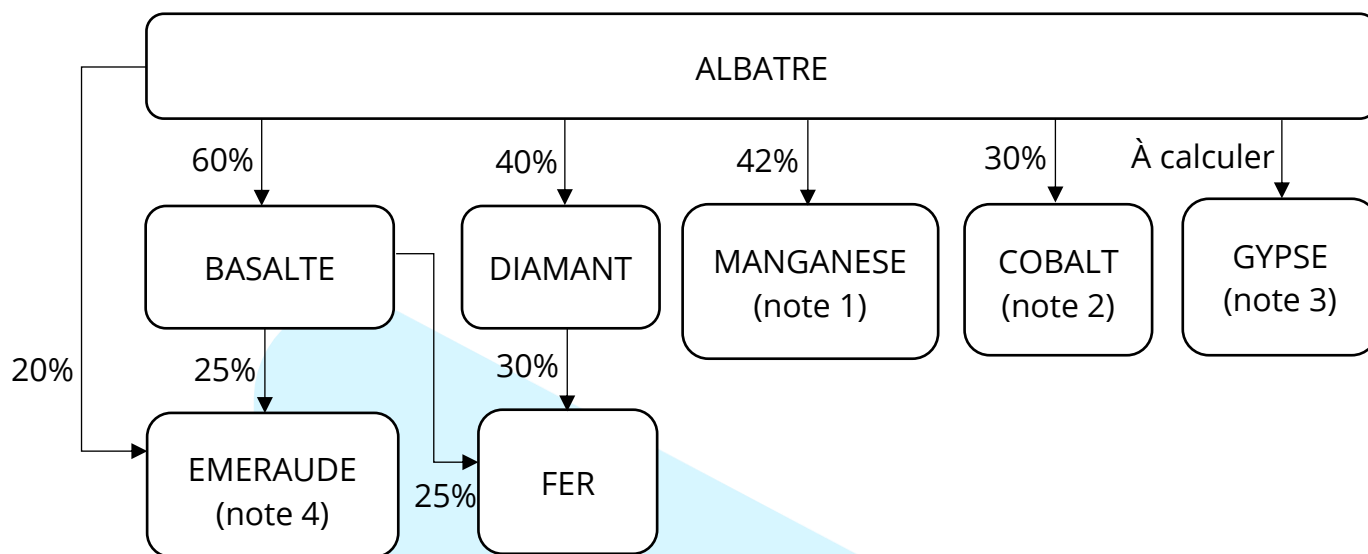 ALBATRE
60%
40%
42%
30%
À calculer
BASALTE
DIAMANT
MANGANESE
(note 1)
COBALT
(note 2)
GYPSE
(note 3)
20%
25%
30%
EMERAUDE
(note 4)
25%
FER